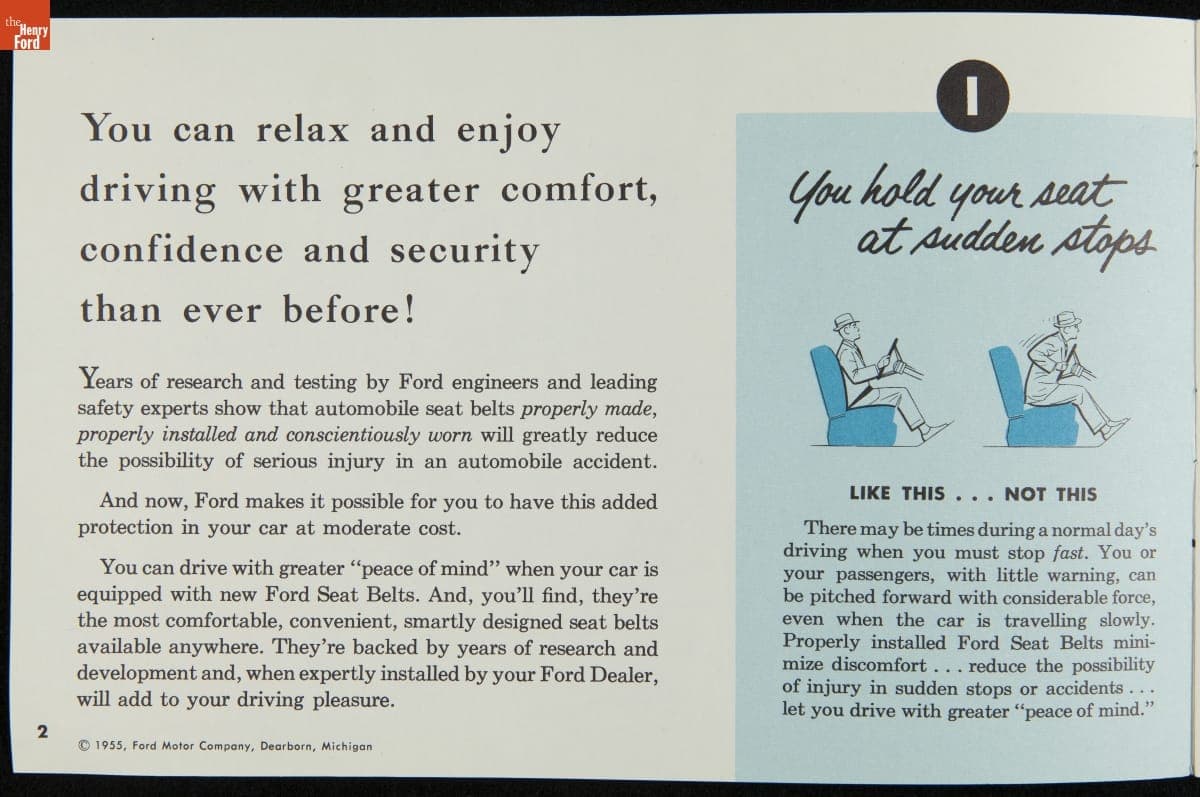 the
Henry
Ford
You can relax and enjoy
driving with greater comfort,
confidence and security
than ever before!
Years of research and testing by Ford engineers and leading
safety experts show that automobile seat belts properly made,
properly installed and conscientiously worn will greatly reduce
the possibility of serious injury in an automobile accident.
And now, Ford makes it possible for you to have this added
protection in your car at moderate cost.
You can drive with greater “peace of mind” when your car is
equipped with new Ford Seat Belts. And, you’ll find, they’re
the most comfortable, convenient, smartly designed seat belts
available anywhere. They’re backed by years of research and
development and, when expertly installed by your Ford Dealer,
will add to your driving pleasure.
2
© 1955, Ford Motor Company, Dearborn, Michigan
1
You hold your seat
at sudden stops
LIKE THIS . . . NOT THIS
There may be times during a normal day’s
driving when you must stop fast. You or
your passengers, with little warning, can
be pitched forward with considerable force,
even when the car is travelling slowly.
Properly installed Ford Seat Belts mini-
mize discomfort . . . reduce the possibility
of injury in sudden stops or accidents . . .
let you drive with greater “peace of mind.”